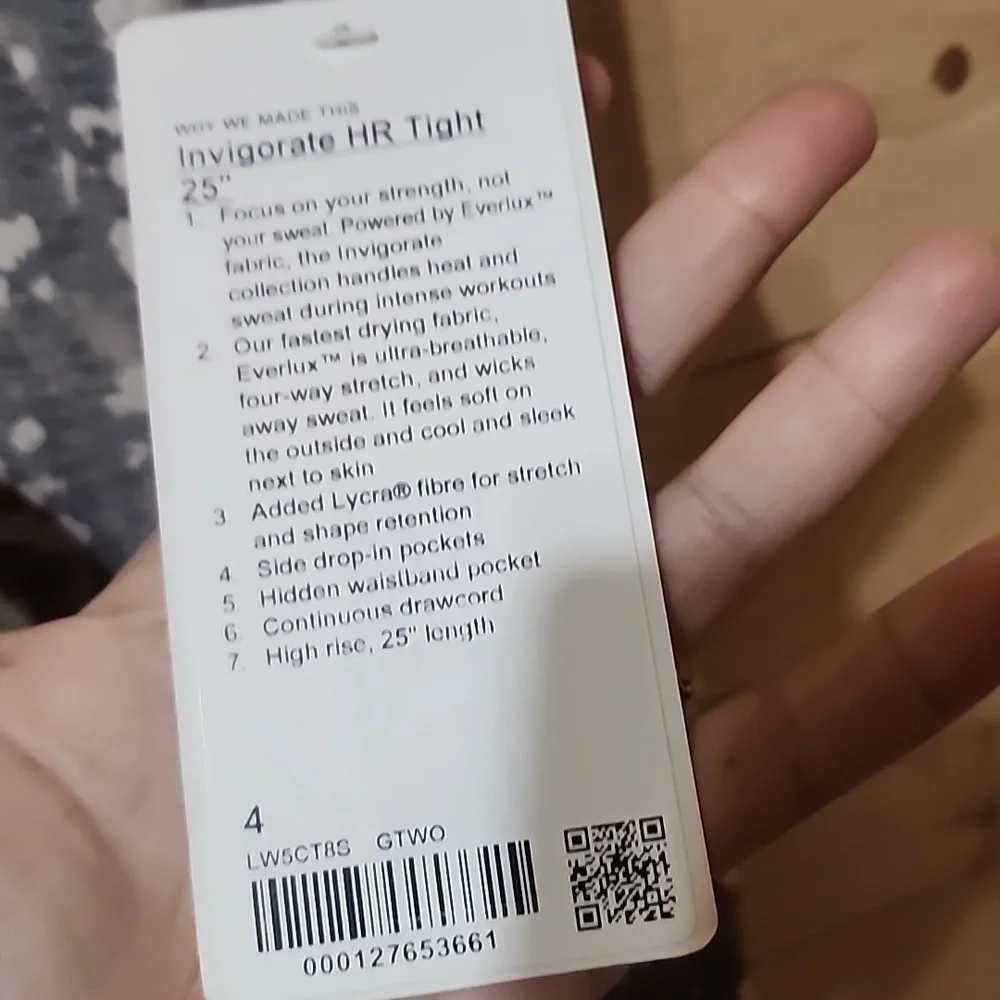 WHY WE MADE THIS
Invigorate HR Tight
25"
1. Focus on your strength, not
your sweat. Powered by Everlux™
fabric, the Invigorate
collection handles heat and
sweat during intense workouts
2. Our fastest drying fabric,
Everlux™ is ultra-breathable,
four-way stretch, and wicks
away sweat. It feels soft on
the outside and cool and sleek
next to skin
3. Added Lycra® fibre for stretch
and shape retention
4. Side drop-in pockets
5. Hidden waistband pocket
6. Continuous drawcord
7. High rise, 25" length
4
LW5CT8S GTWO
000127653661